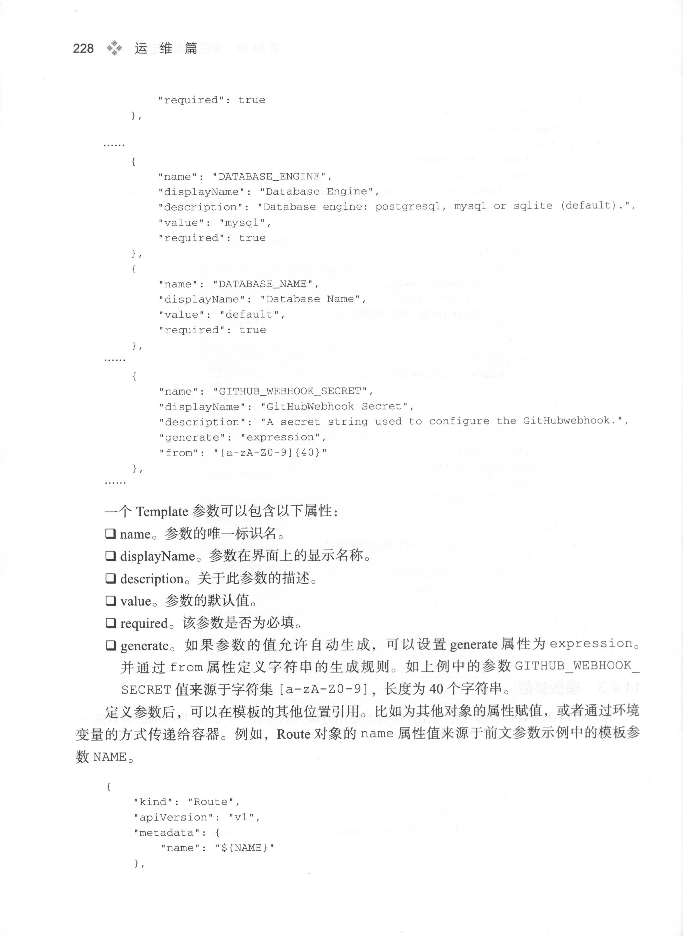 228 运 维 篇
"required": true
},
......
{
"name": "DATABASE_ENGINE",
"displayName": "Database Engine",
"description": "Database engine: postgresql, mysql or sqlite (default).",
"value": "mysql",
"required": true
},
{
"name": "DATABASE_NAME",
"displayName": "Database Name",
"value": "default",
"required": true
},
......
{
"name": "GITHUB_WEBHOOK_SECRET",
"displayName": "GitHubWebhook Secret",
"description": "A secret string used to configure the GitHubwebhook.",
"generate": "expression",
"from": "[a-zA-Z0-9]{40}"
},
......
一个 Template 参数可以包含以下属性：
❑ name。参数的唯一标识名。
❑ displayName。参数在界面上的显示名称。
❑ description。关于此参数的描述。
❑ value。参数的默认值。
❑ required。该参数是否为必填。
❑ generate。如果参数的值允许自动生成，可以设置 generate 属性为 expression。
并通过 from 属性定义字符串的生成规则。如上例中的参数 GITHUB_WEBHOOK_
SECRET 值来源于字符集 [a-zA-Z0-9]，长度为 40 个字符串。
定义参数后，可以在模板的其他位置引用。比如为其他对象的属性赋值，或者通过环境
变量的方式传递给容器。例如，Route 对象的 name 属性值来源于前文参数示例中的模板参
数 NAME。
{
"kind": "Route",
"apiVersion": "v1",
"metadata": {
"name": "${NAME}"
},